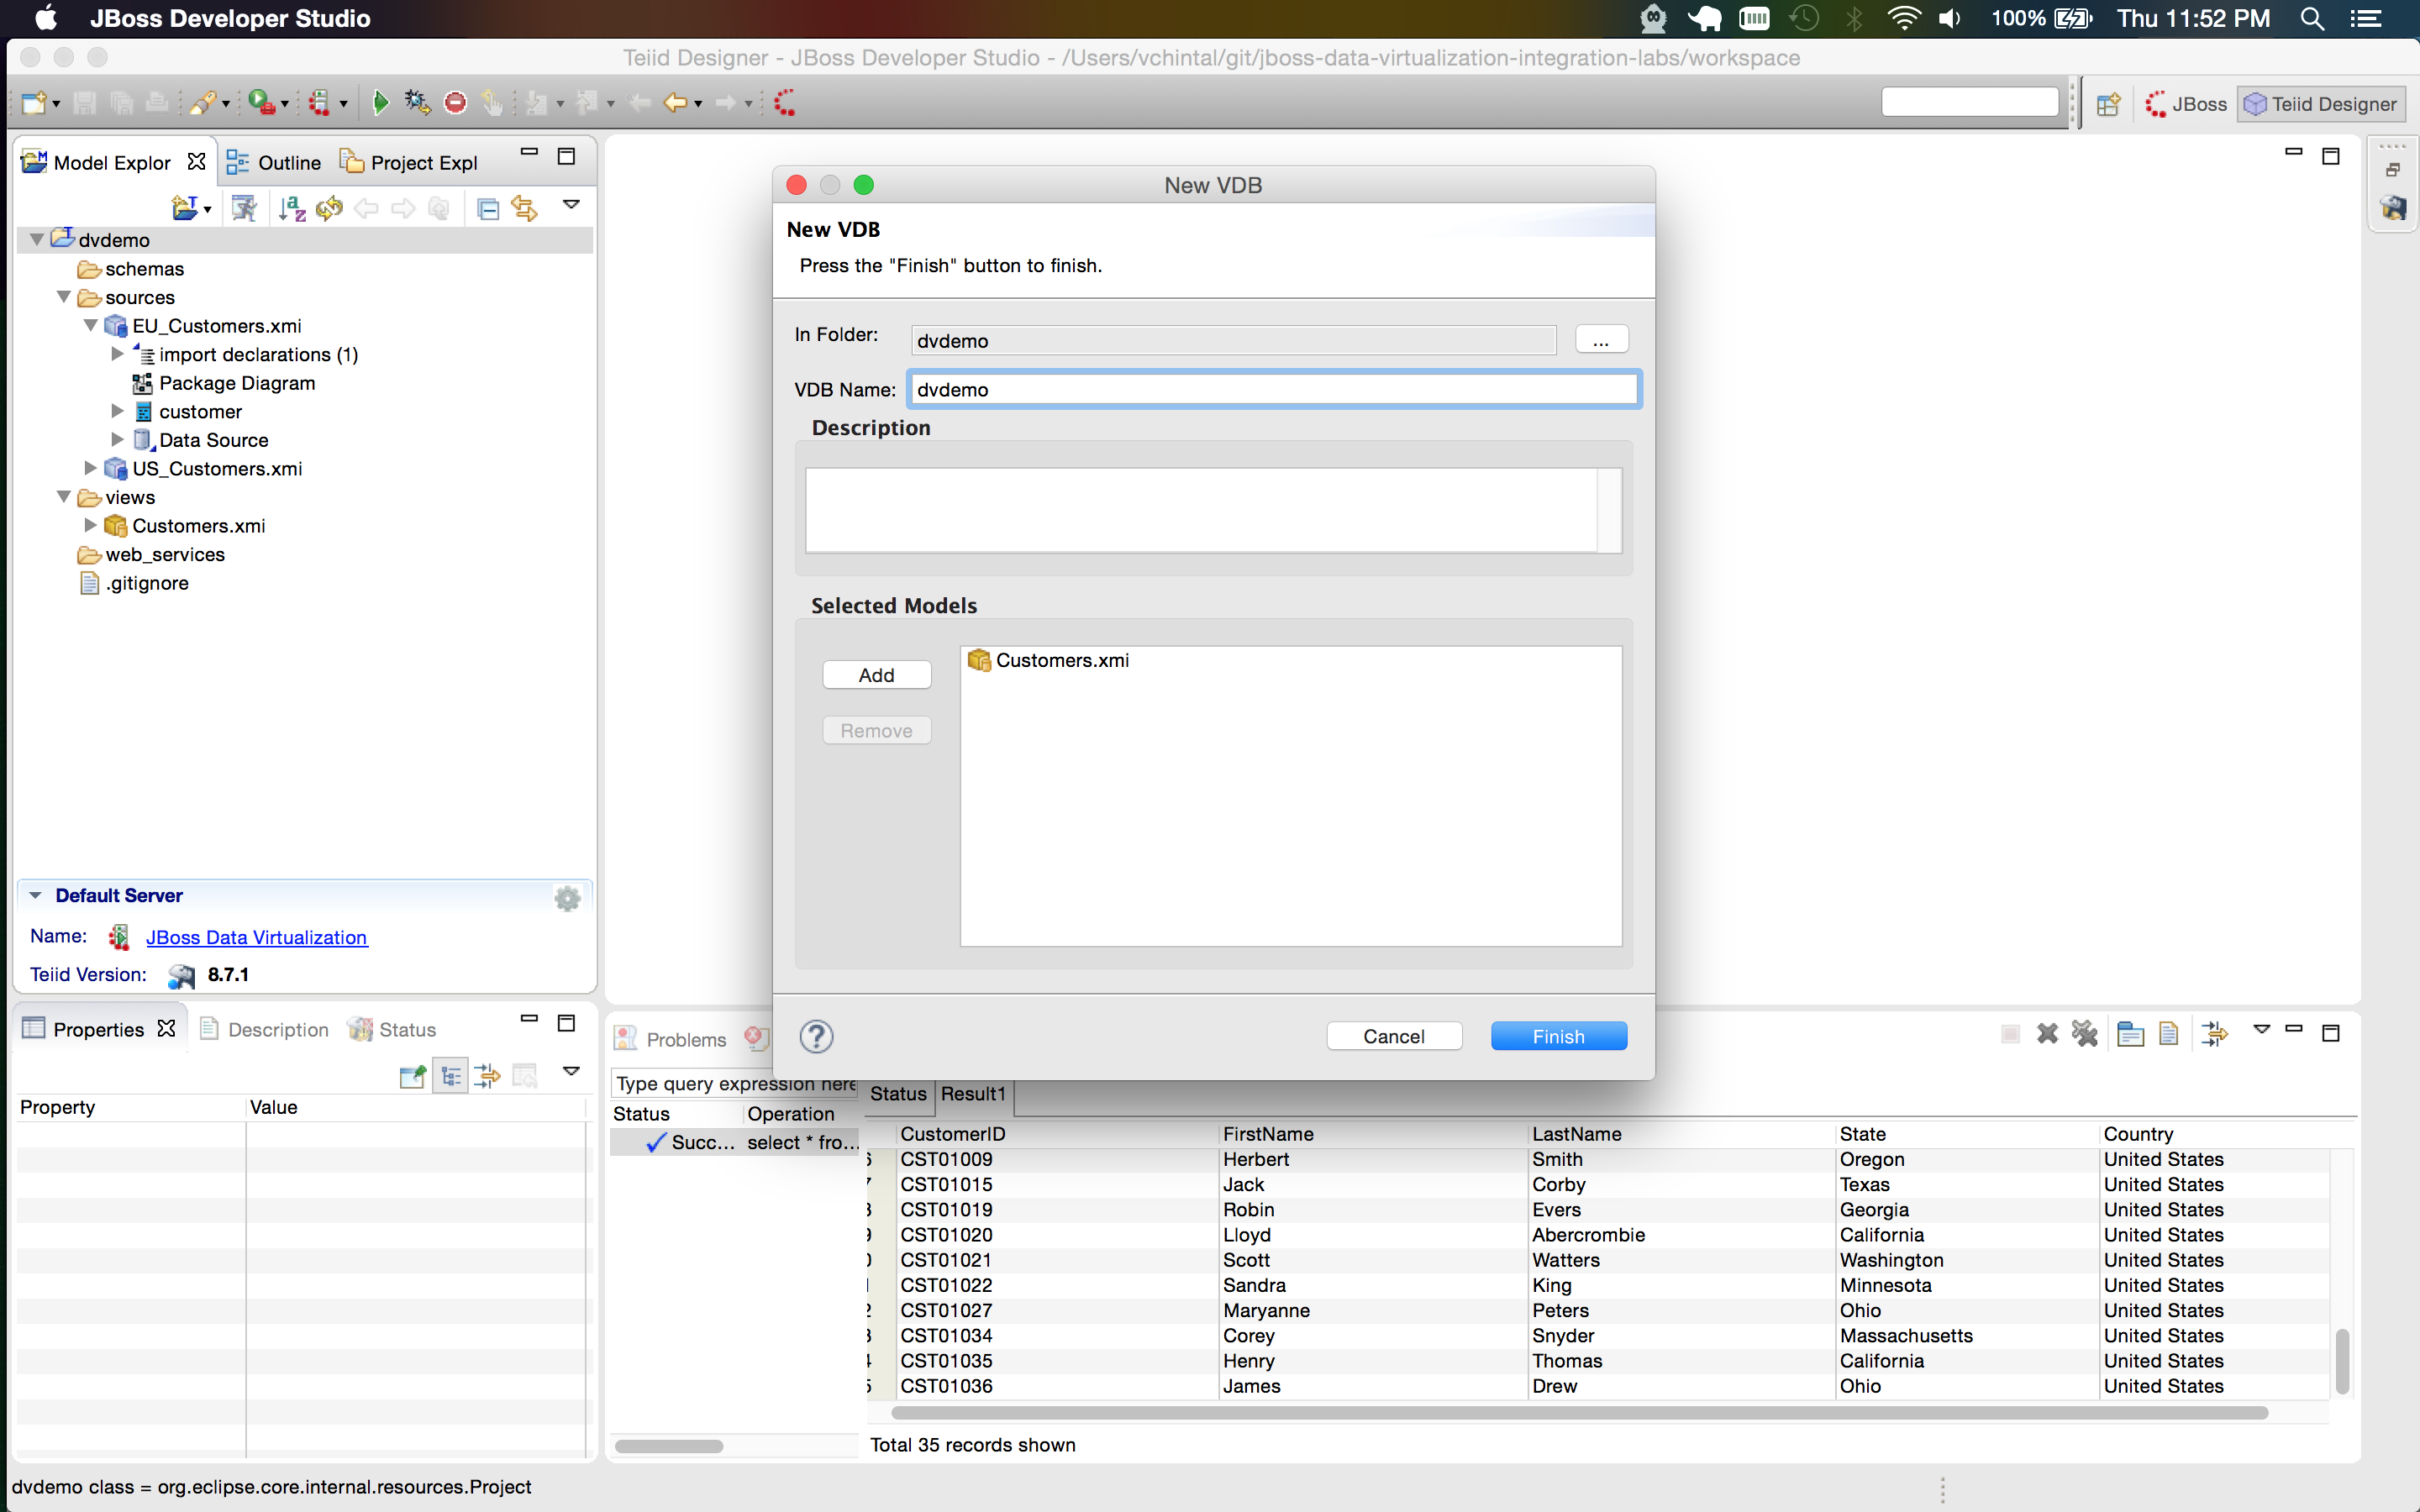 JBoss Developer Studio
100%
Thu 11:52 PM
Teiid Designer - JBoss Developer Studio - /Users/vchintal/git/jboss-data-virtualization-integration-labs/workspace
JBoss
Teiid Designer
Model Explor
Outline
Project Expl
dvdemo
schemas
sources
EU_Customers.xmi
import declarations (1)
Package Diagram
customer
Data Source
US_Customers.xmi
views
Customers.xmi
web_services
.gitignore
Default Server
Name: JBoss Data Virtualization
Teiid Version: 8.7.1
New VDB
New VDB
Press the "Finish" button to finish.
In Folder: dvdemo ...
VDB Name: dvdemo
Description
Selected Models
Add
Remove
Customers.xmi
? Cancel Finish
Properties
Description
Status
Property Value
Problems
Type query expression here
Status Operation
Succ... select * fro...
Status Result1
CustomerID FirstName LastName State Country
CST01009 Herbert Smith Oregon United States
CST01015 Jack Corby Texas United States
CST01019 Robin Evers Georgia United States
CST01020 Lloyd Abercrombie California United States
CST01021 Scott Watters Washington United States
CST01022 Sandra King Minnesota United States
CST01027 Maryanne Peters Ohio United States
CST01034 Corey Snyder Massachusetts United States
CST01035 Henry Thomas California United States
CST01036 James Drew Ohio United States
Total 35 records shown
dvdemo class = org.eclipse.core.internal.resources.Project